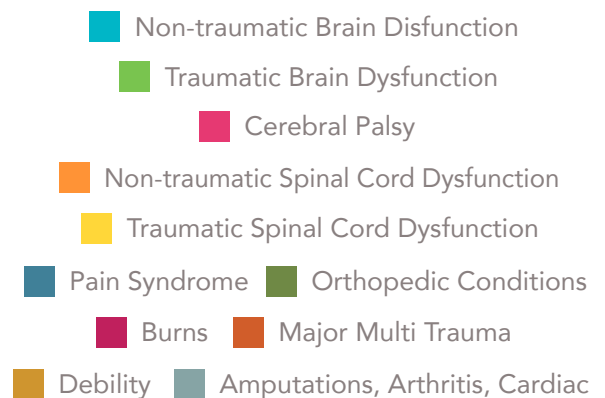 Non-traumatic Brain Disfunction
Traumatic Brain Dysfunction
Cerebral Palsy
Non-traumatic Spinal Cord Dysfunction
Traumatic Spinal Cord Dysfunction
Pain Syndrome Orthopedic Conditions
Burns Major Multi Trauma
Debility Amputations, Arthritis, Cardiac